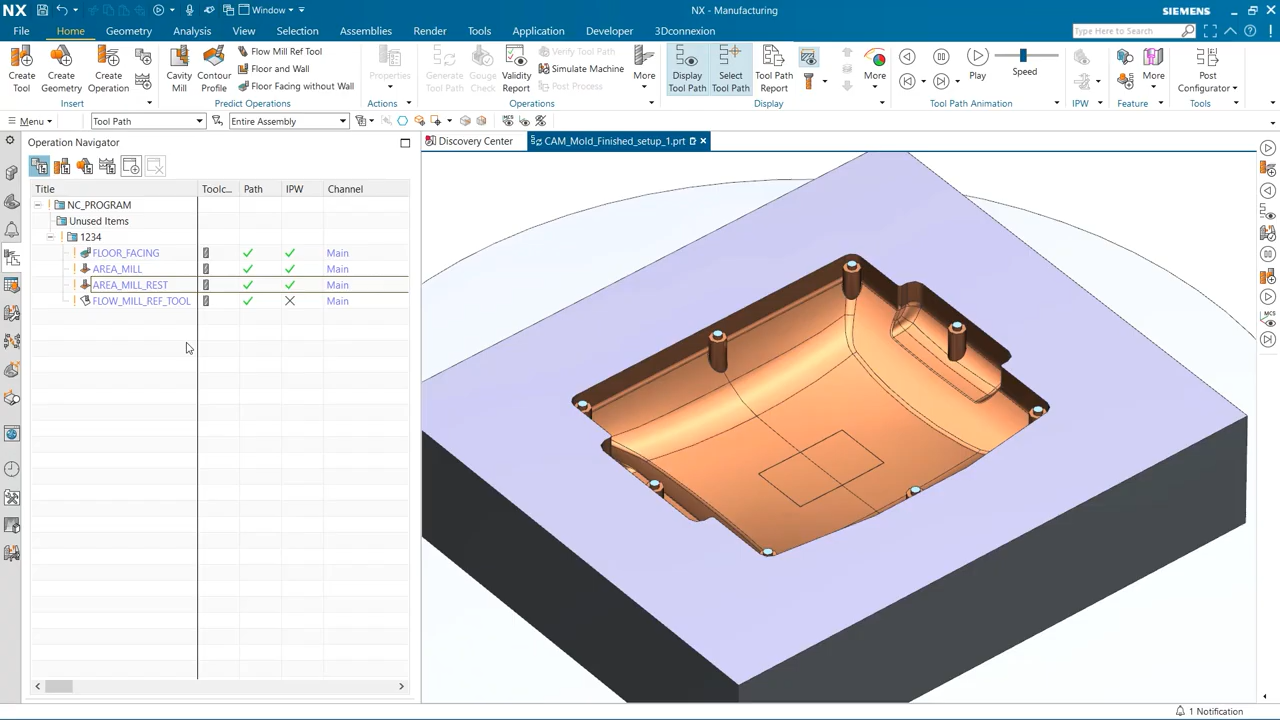 NX
Window
NX - Manufacturing
SIEMENS
File
Home
Geometry
Analysis
View
Selection
Assemblies
Render
Tools
Application
Developer
3Dconnexion
Type Here to Search
Create Tool
Create Geometry
Create Operation
Insert
Cavity Mill
Contour Profile
Flow Mill Ref Tool
Floor and Wall
Floor Facing without Wall
Predict Operations
Properties
Actions
Generate Tool Path
Gouge Check
Validity Report
Verify Tool Path
Simulate Machine
Post Process
More
Operations
Display Tool Path
Select Tool Path
Tool Path Report
More
Display
Play
Speed
Tool Path Animation
IPW
More
Feature
Post Configurator
Tools
Menu
Tool Path
Entire Assembly
Operation Navigator
Discovery Center
CAM_Mold_Finished_setup_1.prt
Title
Toolc...
Path
IPW
Channel
NC_PROGRAM
Unused Items
1234
FLOOR_FACING
Main
AREA_MILL
Main
AREA_MILL_REST
Main
FLOW_MILL_REF_TOOL
Main
MCS
1 Notification